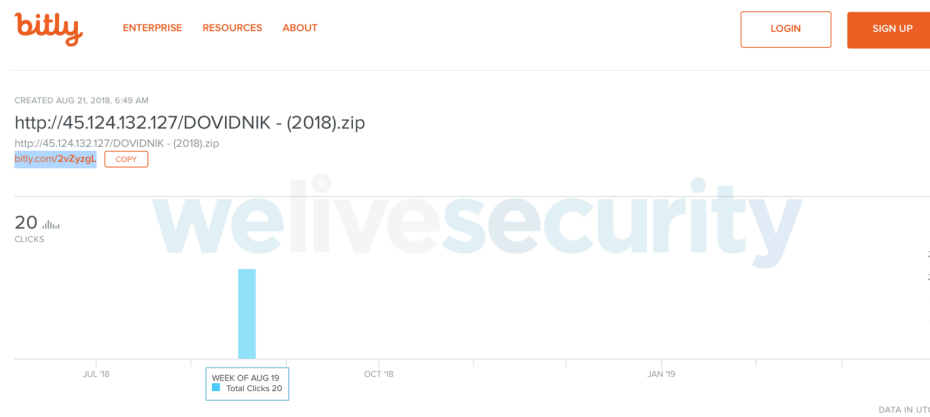 bitly ENTERPRISE RESOURCES ABOUT LOGIN SIGN UP
CREATED AUG 21, 2018, 6:49 AM
http://45.124.132.127/DOVIDNIK - (2018).zip
http://45.124.132.127/DOVIDNIK - (2018).zip
bitly.com/2vZyzgL COPY
20
CLICKS
welivesecurity
2
2
JUL '18 OCT '18 JAN '19
WEEK OF AUG 19
Total Clicks 20
DATA IN UTC